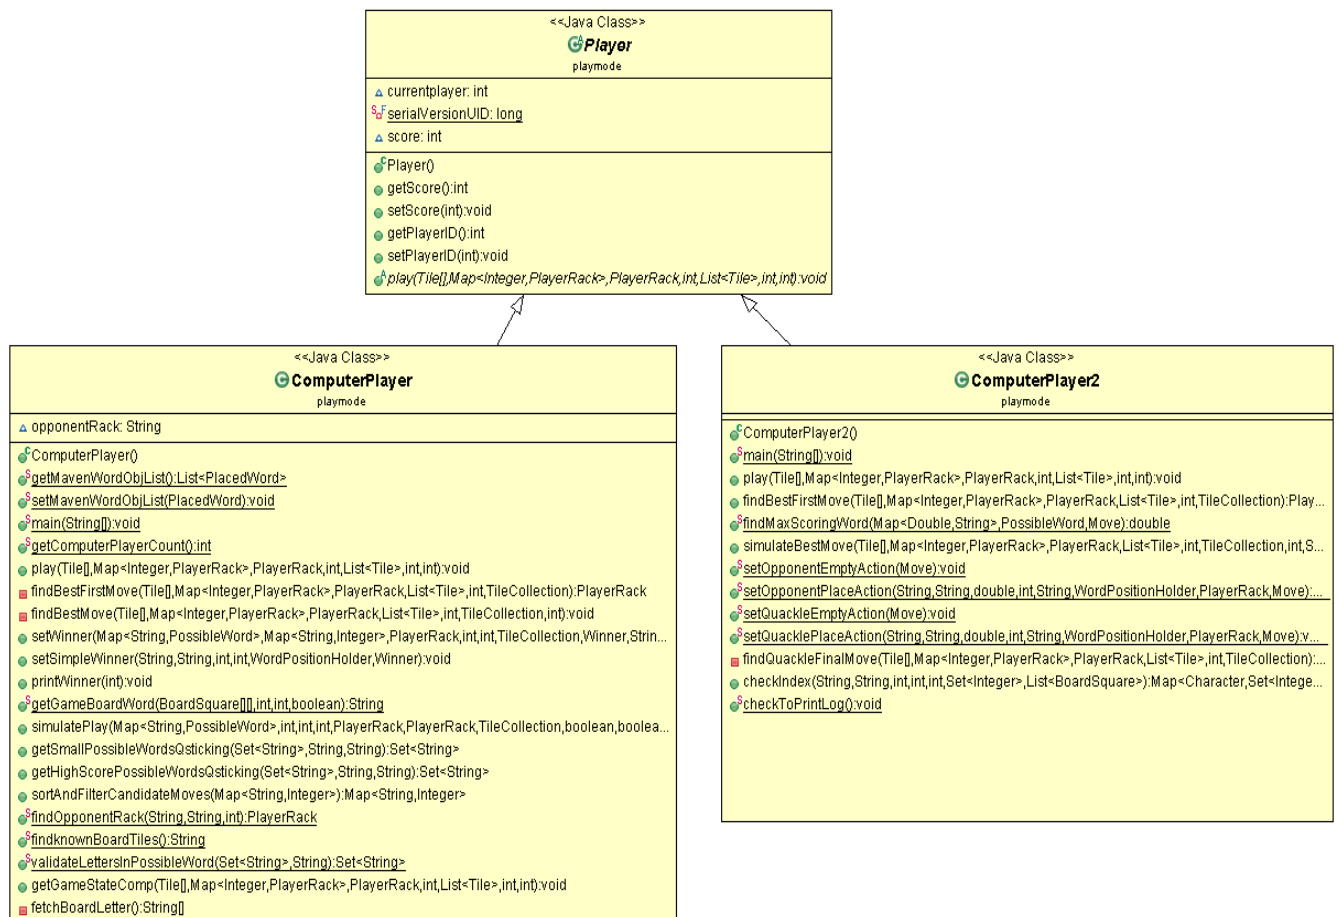 <<Java Class>>
Player
playmode
currentplayer: int
serialVersionUID: long
score: int
Player()
getScore():int
setScore(int):void
getPlayerID():int
setPlayerID(int):void
play(Tile[],Map<Integer,PlayerRack>,PlayerRack,int,List<Tile>,int,int):void
<<Java Class>>
ComputerPlayer
playmode
opponentRack: String
ComputerPlayer()
getMavenWordObjList():List<PlacedWord>
setMavenWordObjList(PlacedWord):void
main(String[]):void
getComputerPlayerCount():int
play(Tile[],Map<Integer,PlayerRack>,PlayerRack,int,List<Tile>,int,int):void
findBestFirstMove(Tile[],Map<Integer,PlayerRack>,PlayerRack,List<Tile>,int,TileCollection):PlayerRack
findBestMove(Tile[],Map<Integer,PlayerRack>,PlayerRack,List<Tile>,int,TileCollection,int):void
setWinner(Map<String,PossibleWord>,Map<String,Integer>,PlayerRack,int,int,TileCollection,Winner,Strin...
setSimpleWinner(String,String,int,int,WordPositionHolder,Winner):void
printWinner(int):void
getGameBoardWord(BoardSquare[][],int,int,boolean):String
simulatePlay(Map<String,PossibleWord>,int,int,int,PlayerRack,PlayerRack,TileCollection,boolean,boolea...
getSmallPossibleWordsQsticking(Set<String>,String,String):Set<String>
getHighScorePossibleWordsQsticking(Set<String>,String,String):Set<String>
sortAndFilterCandidateMoves(Map<String,Integer>):Map<String,Integer>
findOpponentRack(String,String,int):PlayerRack
findknownBoardTiles():String
validateLettersInPossibleWord(Set<String>,String):Set<String>
getGameStateComp(Tile[],Map<Integer,PlayerRack>,PlayerRack,int,List<Tile>,int,int):void
fetchBoardLetter():String[]
<<Java Class>>
ComputerPlayer2
playmode
ComputerPlayer2()
main(String[]):void
play(Tile[],Map<Integer,PlayerRack>,PlayerRack,int,List<Tile>,int,int):void
findBestFirstMove(Tile[],Map<Integer,PlayerRack>,PlayerRack,List<Tile>,int,TileCollection):Play...
findMaxScoringWord(Map<Double,String>,PossibleWord,Move):double
simulateBestMove(Tile[],Map<Integer,PlayerRack>,PlayerRack,List<Tile>,int,TileCollection,int,S...
setOpponentEmptyAction(Move):void
setOpponentPlaceAction(String,String,double,int,String,WordPositionHolder,PlayerRack,Move):...
setQuackleEmptyAction(Move):void
setQuacklePlaceAction(String,String,double,int,String,WordPositionHolder,PlayerRack,Move):v...
findQuackleFinalMove(Tile[],Map<Integer,PlayerRack>,PlayerRack,List<Tile>,int,TileCollection):...
checkIndex(String,String,int,int,int,Set<Integer>,List<BoardSquare>):Map<Character,Set<Intege...
checkToPrintLog():void